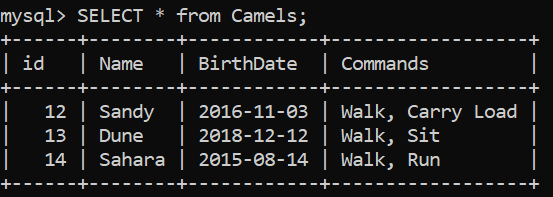 mysql> SELECT * from Camels;
+------+--------+------------+------------------+
| id   | Name   | BirthDate  | Commands         |
+------+--------+------------+------------------+
|   12 | Sandy  | 2016-11-03 | Walk, Carry Load |
|   13 | Dune   | 2018-12-12 | Walk, Sit        |
|   14 | Sahara | 2015-08-14 | Walk, Run        |
+------+--------+------------+------------------+